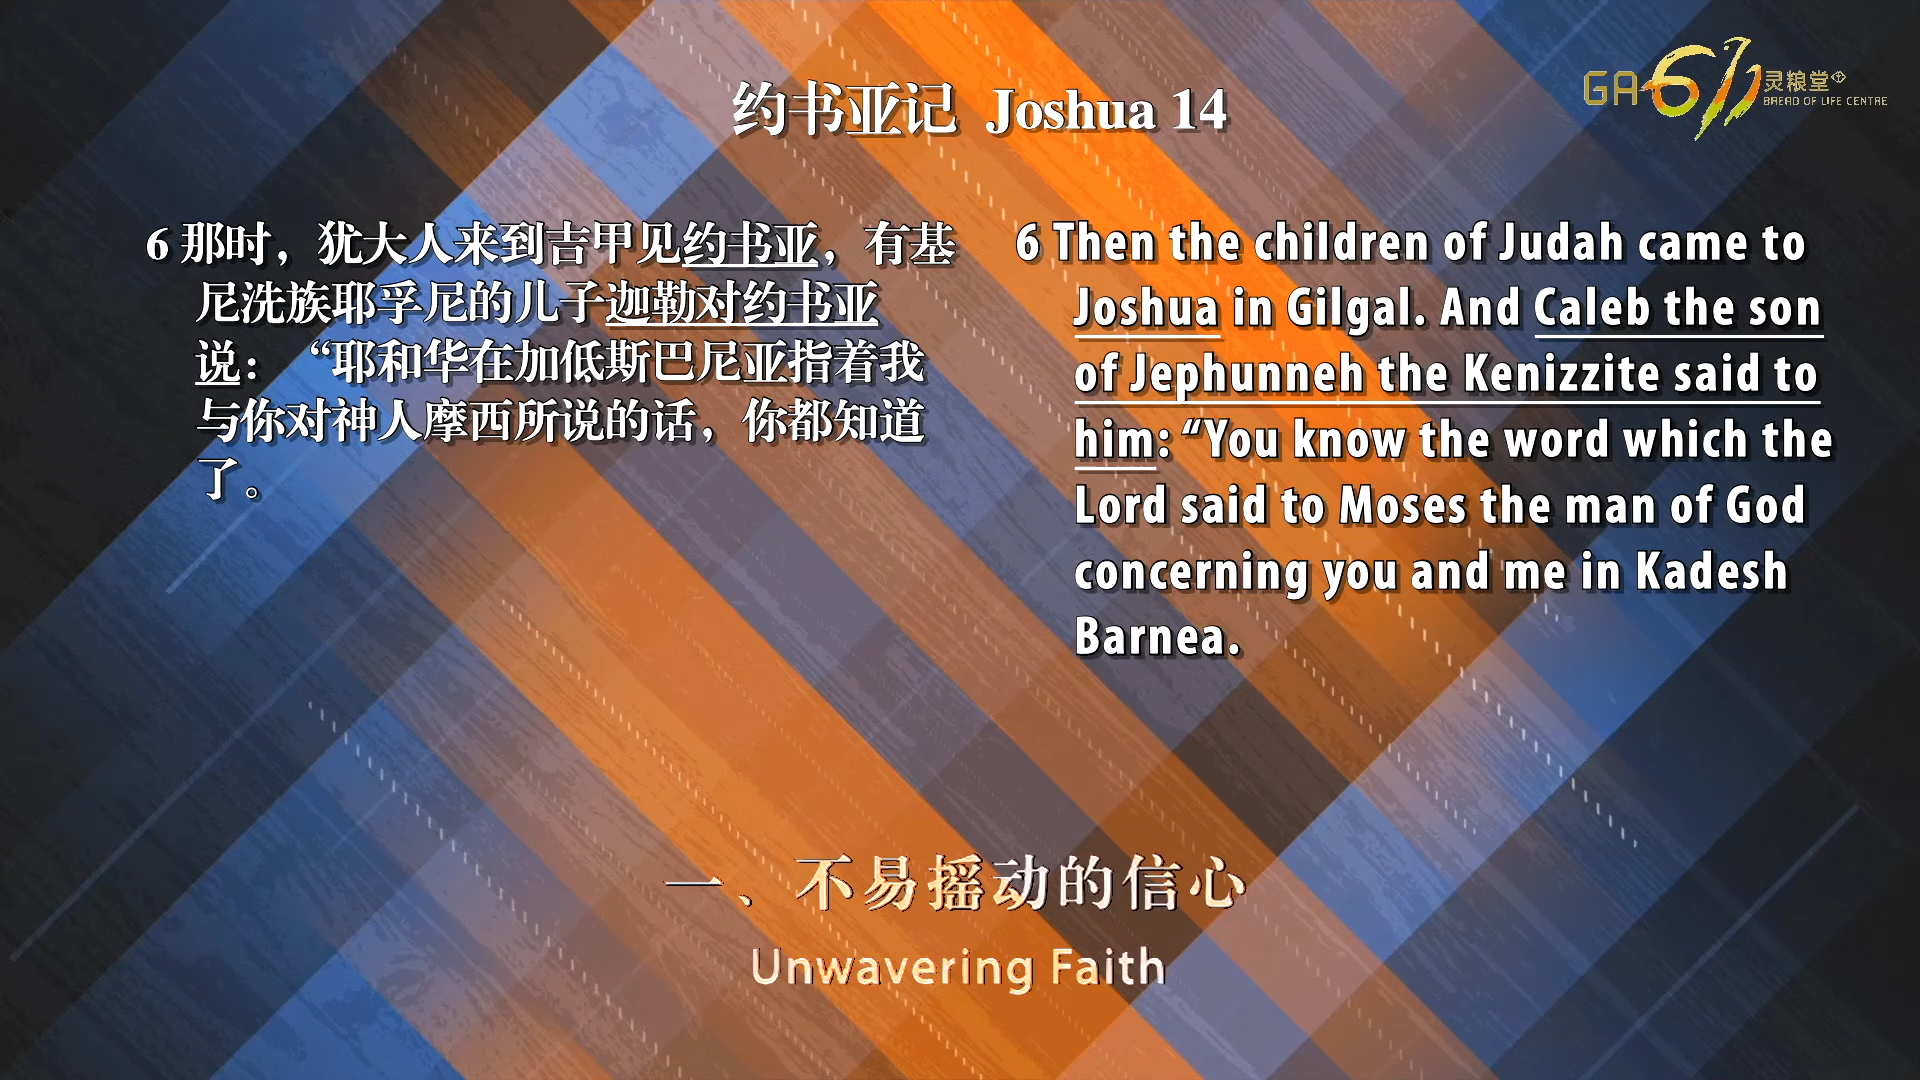 GA 611 灵粮堂
BREAD OF LIFE CENTRE
约书亚记 Joshua 14
6 那时，犹大人来到吉甲见约书亚，有基
尼洗族耶孚尼的儿子迦勒对约书亚
说：“耶和华在加低斯巴尼亚指着我
与你对神人摩西所说的话，你都知道
了。
6 Then the children of Judah came to
Joshua in Gilgal. And Caleb the son
of Jephunneh the Kenizzite said to
him: “You know the word which the
Lord said to Moses the man of God
concerning you and me in Kadesh
Barnea.
一、不易摇动的信心
Unwavering Faith